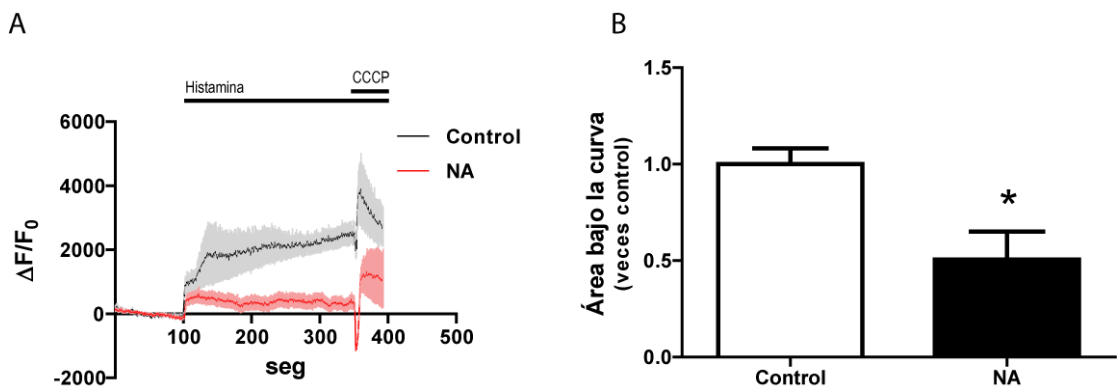 A
Histamina
CCCP
6000
4000
2000
0
-2000
ΔF/F0
100
200
300
400
500
seg
Control
NA
B
Área bajo la curva
(veces control)
1.5
1.0
0.5
0.0
*
Control
NA